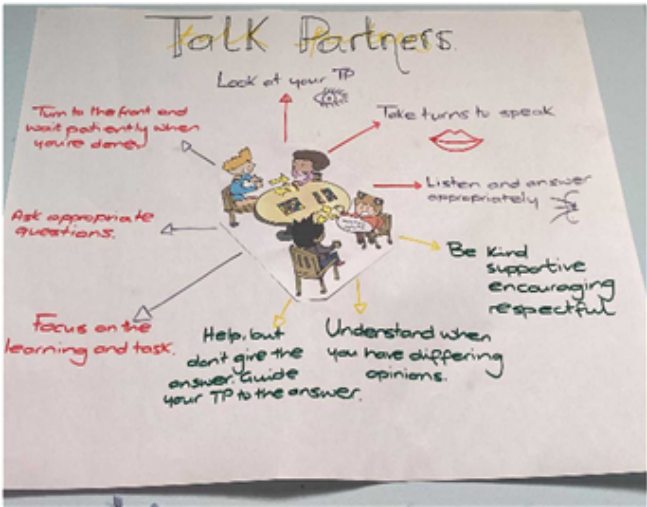 Talk Partners.
Look at your TP
Take turns to speak
Listen and answer
appropriately
Be kind
supportive
encouraging
respectful
Understand when
you have differing
opinions.
Help, but
don't give the
answer. Guide
your TP to the answer.
Focus on the
learning and task.
Ask appropriate
questions.
Turn to the front and
wait patiently when
you're done